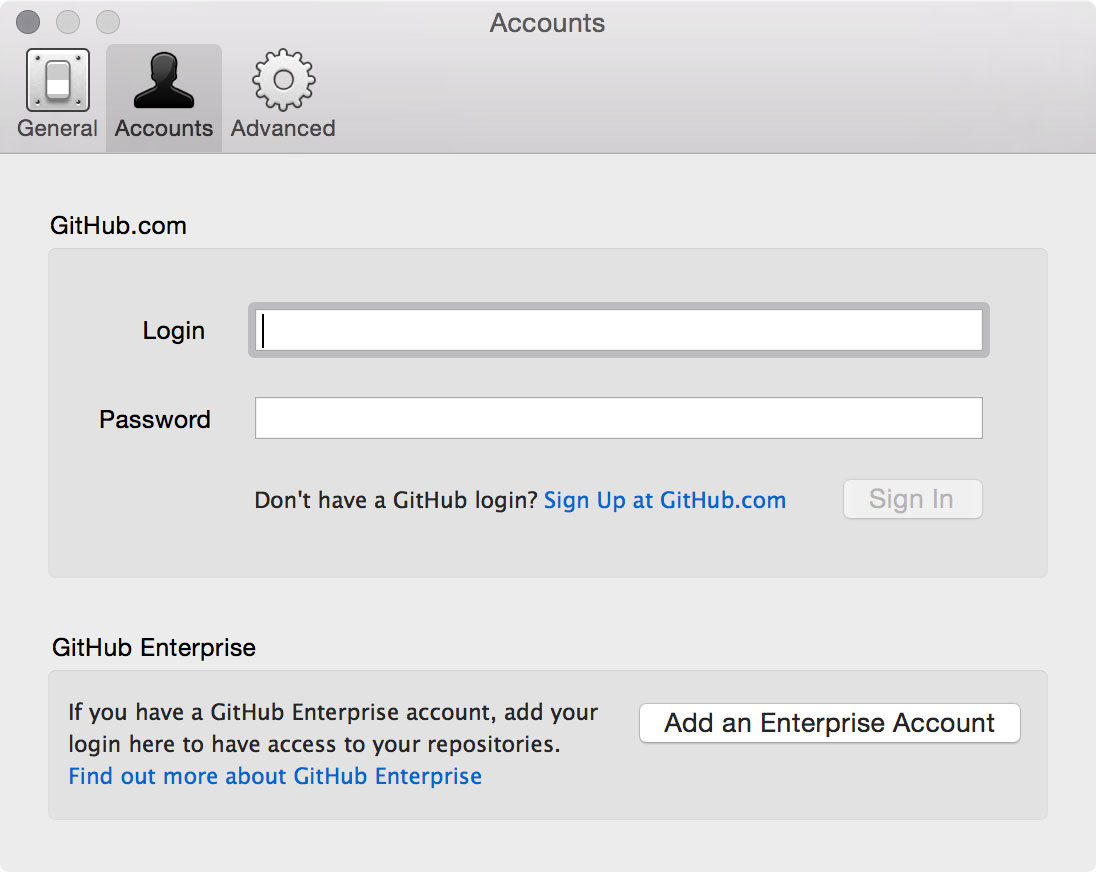 Accounts
General Accounts Advanced
GitHub.com
Login
Password
Don't have a GitHub login? Sign Up at GitHub.com Sign In
GitHub Enterprise
If you have a GitHub Enterprise account, add your
login here to have access to your repositories.
Find out more about GitHub Enterprise
Add an Enterprise Account